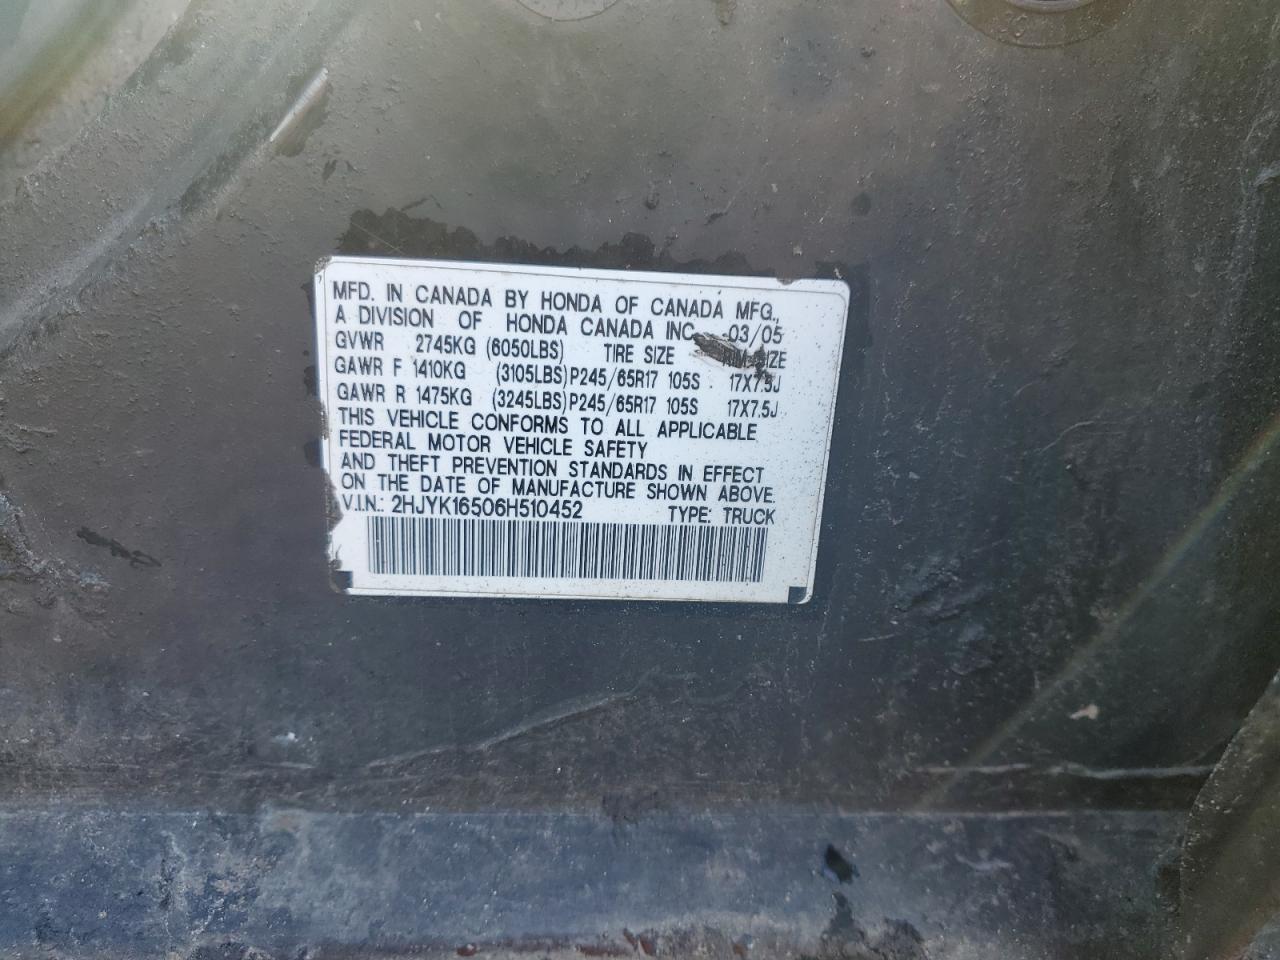 MFD. IN CANADA BY HONDA OF CANADA MFG.,
A DIVISION OF HONDA CANADA INC. 03/05
GVWR 2745KG (6050LBS) TIRE SIZE RIM SIZE
GAWR F 1410KG (3105LBS) P245/65R17 105S 17X7.5J
GAWR R 1475KG (3245LBS) P245/65R17 105S 17X7.5J
THIS VEHICLE CONFORMS TO ALL APPLICABLE
FEDERAL MOTOR VEHICLE SAFETY
AND THEFT PREVENTION STANDARDS IN EFFECT
ON THE DATE OF MANUFACTURE SHOWN ABOVE.
V.I.N.: 2HJYK16506H510452 TYPE: TRUCK